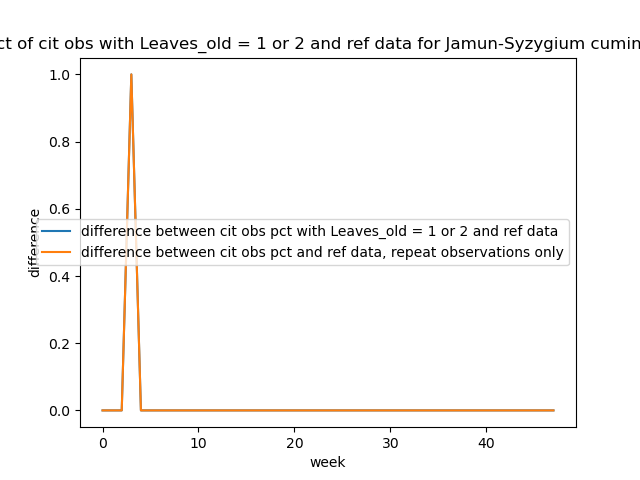 ct of cit obs with Leaves_old = 1 or 2 and ref data for Jamun-Syzygium cumin
1.0
0.8
0.6
0.4
0.2
0.0
difference
difference between cit obs pct with Leaves_old = 1 or 2 and ref data
difference between cit obs pct and ref data, repeat observations only
0 10 20 30 40
week